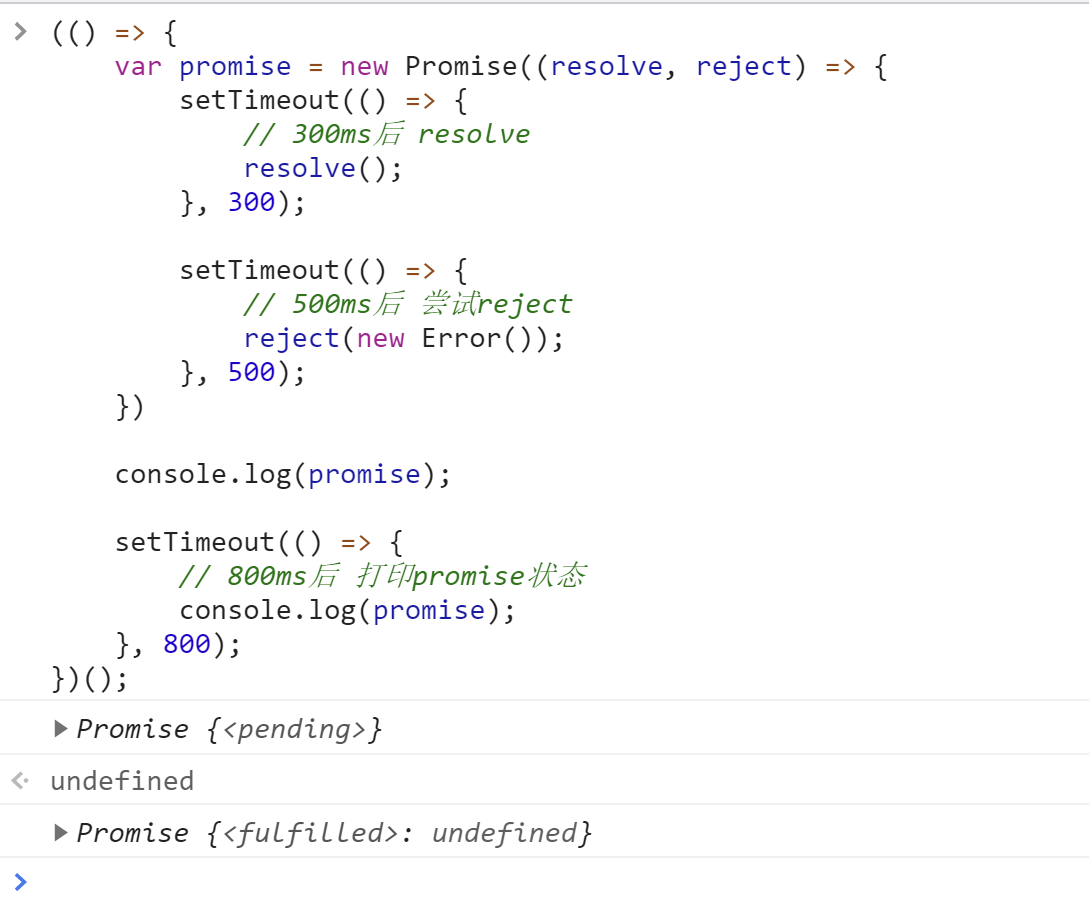 (() => {
    var promise = new Promise((resolve, reject) => {
        setTimeout(() => {
            // 300ms后 resolve
            resolve();
        }, 300);

        setTimeout(() => {
            // 500ms后 尝试reject
            reject(new Error());
        }, 500);
    })

    console.log(promise);

    setTimeout(() => {
        // 800ms后 打印promise状态
        console.log(promise);
    }, 800);
})();
Promise {<pending>}
undefined
Promise {<fulfilled>: undefined}